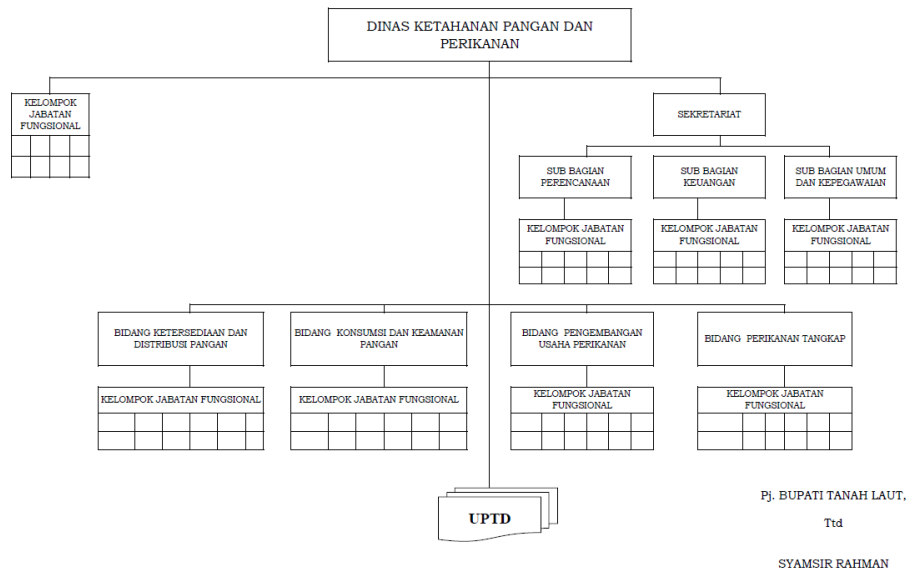 DINAS KETAHANAN PANGAN DAN
PERIKANAN
KELOMPOK
JABATAN
FUNGSIONAL
SEKRETARIAT
SUB BAGIAN
PERENCANAAN
SUB BAGIAN
KEUANGAN
SUB BAGIAN UMUM
DAN KEPEGAWAIAN
KELOMPOK JABATAN
FUNGSIONAL
KELOMPOK JABATAN
FUNGSIONAL
KELOMPOK JABATAN
FUNGSIONAL
BIDANG KETERSEDIAAN DAN
DISTRIBUSI PANGAN
BIDANG KONSUMSI DAN KEAMANAN
PANGAN
BIDANG PENGEMBANGAN
USAHA PERIKANAN
BIDANG PERIKANAN TANGKAP
KELOMPOK JABATAN FUNGSIONAL
KELOMPOK JABATAN FUNGSIONAL
KELOMPOK JABATAN
FUNGSIONAL
KELOMPOK JABATAN
FUNGSIONAL
UPTD
Pj. BUPATI TANAH LAUT,
Ttd
SYAMSIR RAHMAN